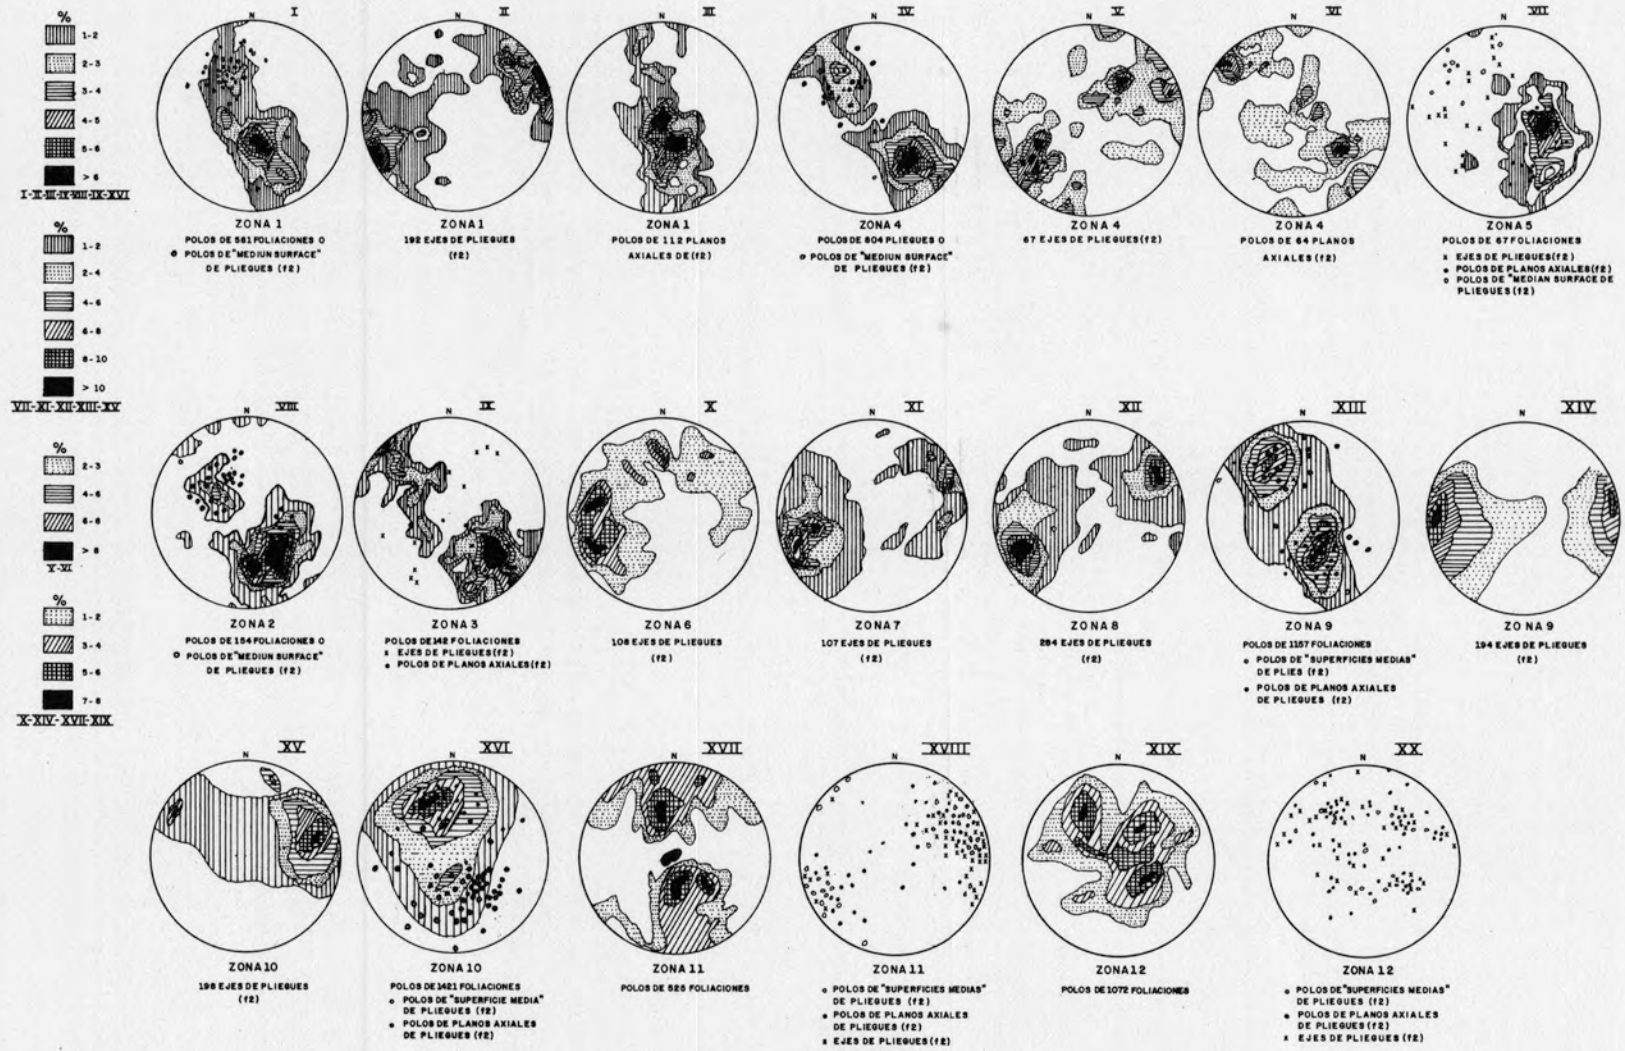 %
1-2
2-3
3-4
4-5
5-6
> 6
I-II-III-IV-VIII-IX-XVI
%
1-2
2-4
4-6
6-8
8-10
> 10
VII-XI-XII-XIII-XV
%
2-3
4-6
6-8
> 8
V-VI
%
1-2
3-4
5-6
7-8
X-XIV-XVII-XIX
N I
ZONA 1
POLOS DE 581 FOLIACIONES O
POLOS DE "MEDIUN SURFACE"
DE PLIEGUES (f2)
II
ZONA 1
192 EJES DE PLIEGUES
(f2)
N III
ZONA 1
POLOS DE 112 PLANOS
AXIALES DE (f2)
N IV
ZONA 4
POLOS DE 804 PLIEGUES O
POLOS DE "MEDIUN SURFACE"
DE PLIEGUES (f2)
N V
ZONA 4
67 EJES DE PLIEGUES (f2)
N VI
ZONA 4
POLOS DE 64 PLANOS
AXIALES (f2)
N VII
ZONA 5
POLOS DE 67 FOLIACIONES
x EJES DE PLIEGUES (f2)
POLOS DE PLANOS AXIALES (f2)
POLOS DE "MEDIAN SURFACE DE
PLIEGUES (f2)
N VIII
ZONA 2
POLOS DE 154 FOLIACIONES O
POLOS DE "MEDIUN SURFACE"
DE PLIEGUES (f2)
N IX
ZONA 3
POLOS DE 142 FOLIACIONES
x EJES DE PLIEGUES (f2)
POLOS DE PLANOS AXIALES (f2)
N X
ZONA 6
108 EJES DE PLIEGUES
(f2)
N XI
ZONA 7
107 EJES DE PLIEGUES
(f2)
N XII
ZONA 8
284 EJES DE PLIEGUES
(f2)
N XIII
ZONA 9
POLOS DE 1157 FOLIACIONES
POLOS DE "SUPERFICIES MEDIAS"
DE PLIES (f2)
POLOS DE PLANOS AXIALES
DE PLIEGUES (f2)
N XIV
ZONA 9
194 EJES DE PLIEGUES
(f2)
N XV
ZONA 10
198 EJES DE PLIEGUES
(f2)
N XVI
ZONA 10
POLOS DE 1421 FOLIACIONES
POLOS DE "SUPERFICIE MEDIA"
DE PLIEGUES (f2)
POLOS DE PLANOS AXIALES
DE PLIEGUES (f2)
N XVII
ZONA 11
POLOS DE 525 FOLIACIONES
N XVIII
ZONA 11
POLOS DE "SUPERFICIES MEDIAS"
DE PLIEGUES (f2)
POLOS DE PLANOS AXIALES
DE PLIEGUES (f2)
x EJES DE PLIEGUES (f2)
N XIX
ZONA 12
POLOS DE 1072 FOLIACIONES
N XX
ZONA 12
POLOS DE "SUPERFICIES MEDIAS"
DE PLIEGUES (f2)
POLOS DE PLANOS AXIALES
DE PLIEGUES (f2)
x EJES DE PLIEGUES (f2)